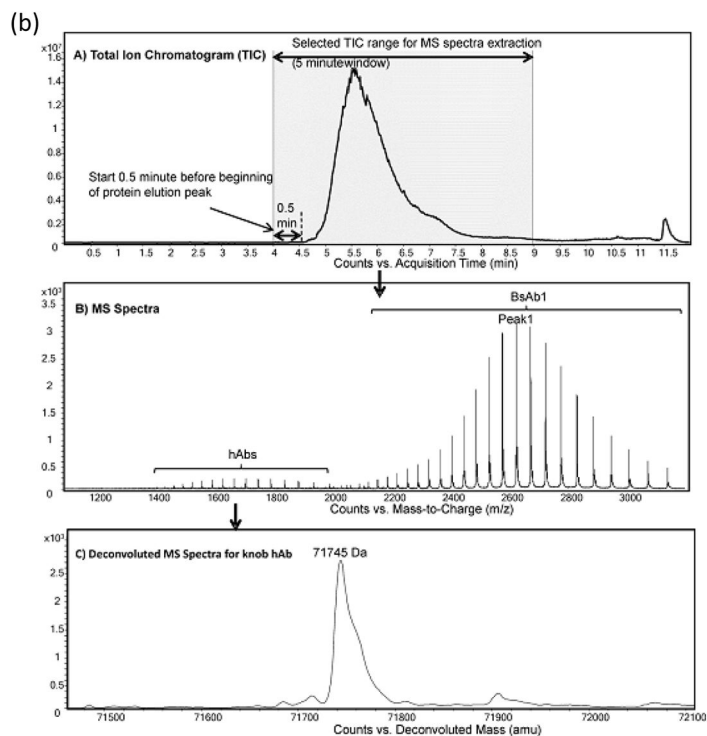 (b)
x10⁷
A) Total Ion Chromatogram (TIC)
Selected TIC range for MS spectra extraction
(5 minutewindow)
1.6
1.4
1.2
1
0.8
0.6
0.4
0.2
0
Start 0.5 minute before beginning
of protein elution peak
0.5
min
0.5 1 1.5 2 2.5 3 3.5 4 4.5 5 5.5 6 6.5 7 7.5 8 8.5 9 9.5 10 10.5 11 11.5
Counts vs. Acquisition Time (min)
x10³
B) MS Spectra
BsAb1
Peak1
3.5
3
2.5
2
1.5
1
0.5
0
hAbs
1200 1400 1600 1800 2000 2200 2400 2600 2800 3000
Counts vs. Mass-to-Charge (m/z)
x10³
C) Deconvoluted MS Spectra for knob hAb
71745 Da
2.5
2
1.5
1
0.5
0
71500 71600 71700 71800 71900 72000 72100
Counts vs. Deconvoluted Mass (amu)